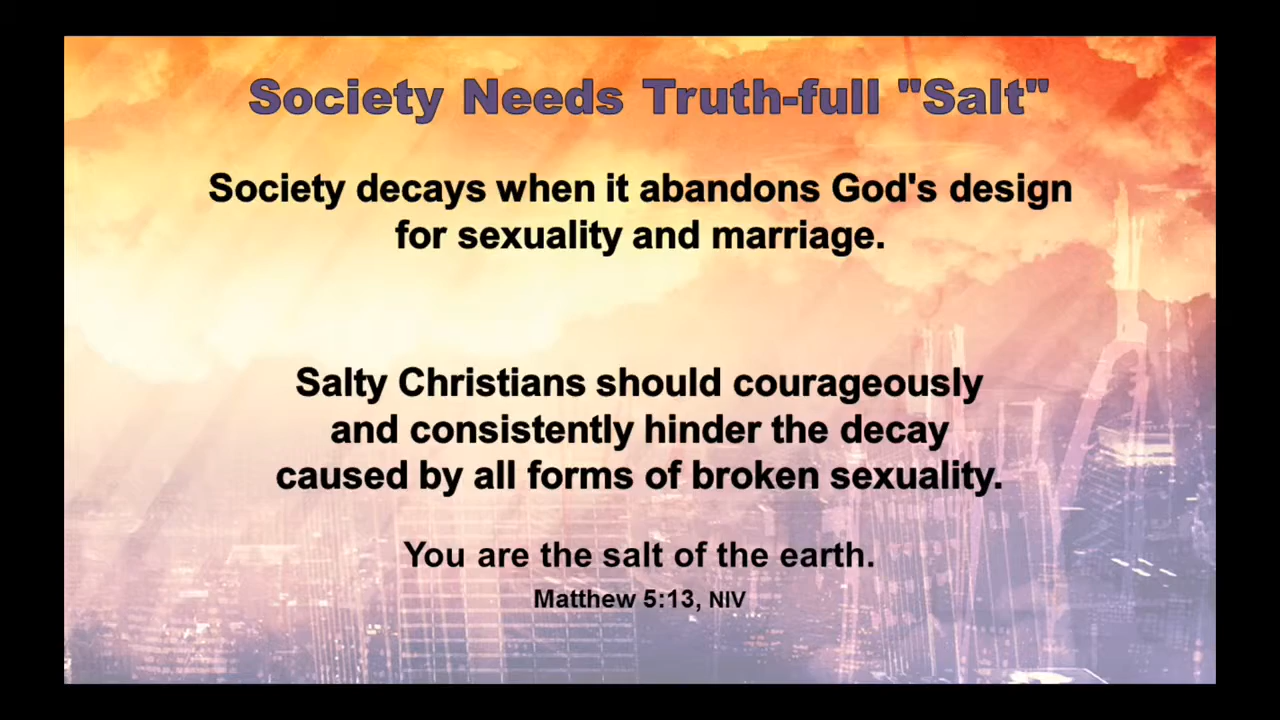 Society Needs Truth-full "Salt"
Society decays when it abandons God's design
for sexuality and marriage.
Salty Christians should courageously
and consistently hinder the decay
caused by all forms of broken sexuality.
You are the salt of the earth.
Matthew 5:13, NIV